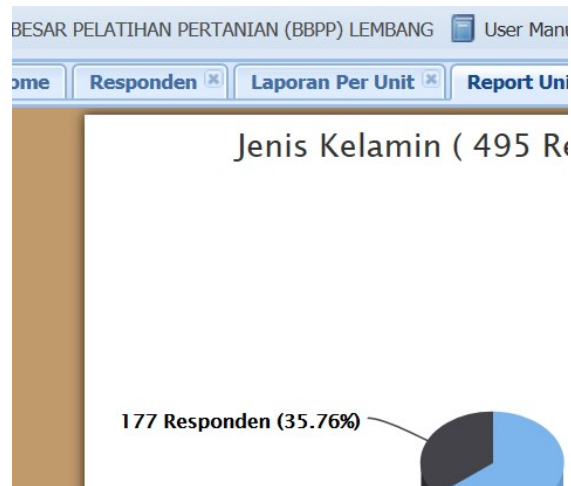 BESAR PELATIHAN PERTANIAN (BBPP) LEMBANG User Manu
ome Responden Laporan Per Unit Report Uni
Jenis Kelamin ( 495 Re
177 Responden (35.76%)